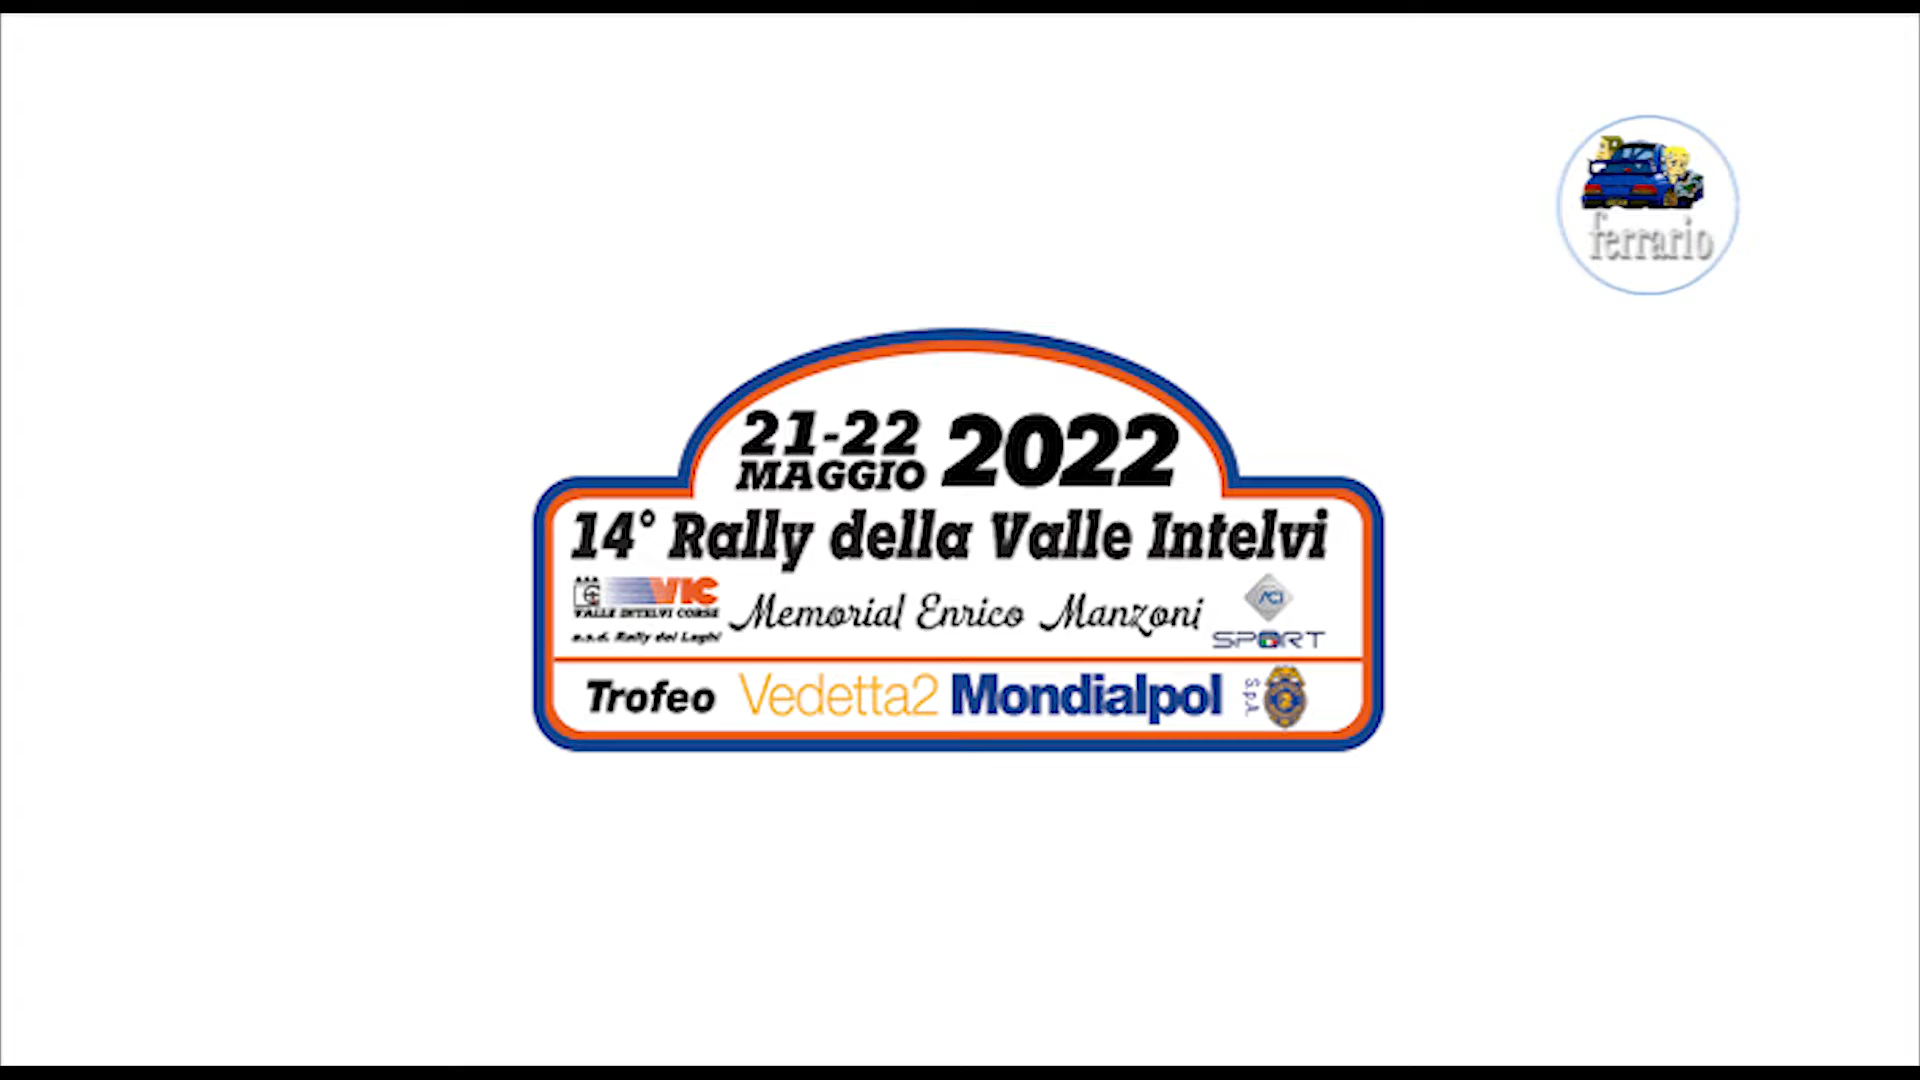 ferrario
21-22
MAGGIO
2022
14° Rally della Valle Intelvi
VIC
VALLE INTELVI CORSE
a.s.d. Rally dei Laghi
Memorial Enrico Manzoni
ACI
SPORT
Trofeo Vedetta2 Mondialpol S.p.A.